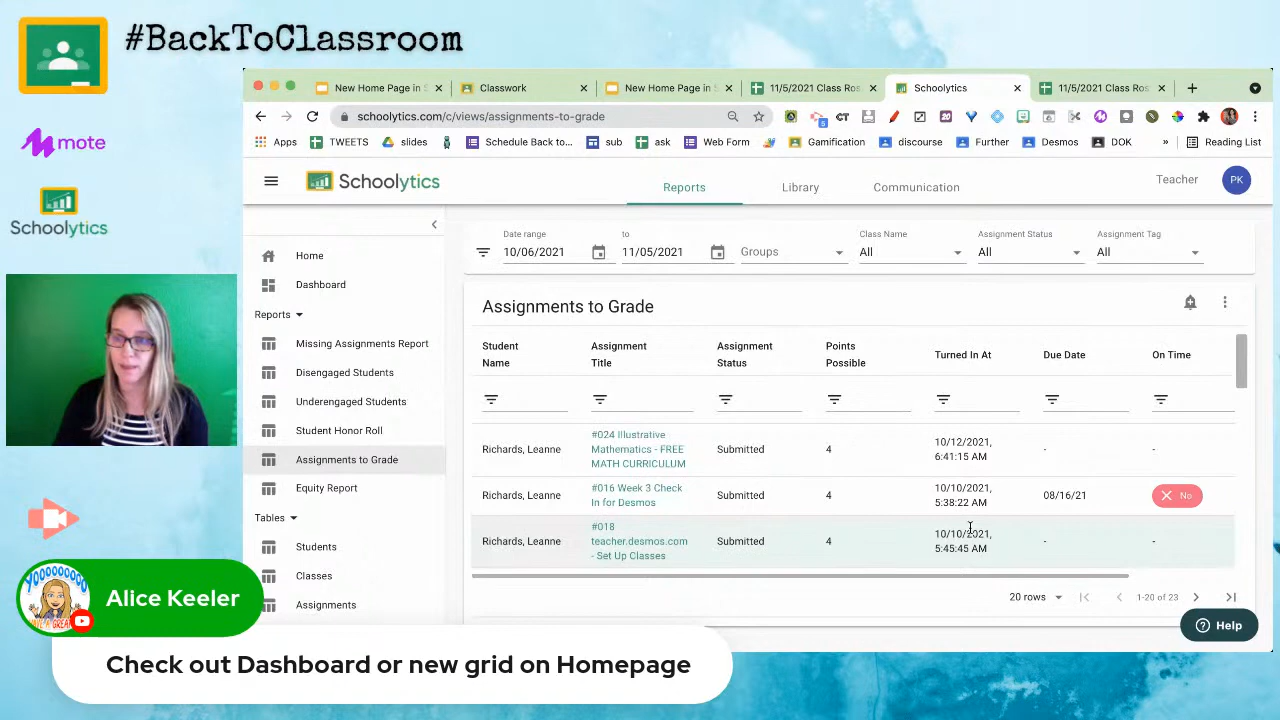 #BackToClassroom
mote
Schoolytics
New Home Page in S
Classwork
New Home Page in S
11/5/2021 Class Ros
Schoolytics
11/5/2021 Class Ros
schoolytics.com/c/views/assignments-to-grade
Apps
TWEETS
slides
Schedule Back to...
sub
ask
Web Form
Gamification
discourse
Further
Desmos
DOK
»
Reading List
Schoolytics
Reports
Library
Communication
Teacher
PK
Home
Dashboard
Reports
Missing Assignments Report
Disengaged Students
Underengaged Students
Student Honor Roll
Assignments to Grade
Equity Report
Tables
Students
Classes
Assignments
Date range
10/06/2021
to
11/05/2021
Groups
Class Name
All
Assignment Status
All
Assignment Tag
All
Assignments to Grade
Student
Name
Assignment
Title
Assignment
Status
Points
Possible
Turned In At
Due Date
On Time
Richards, Leanne
#024 Illustrative
Mathematics - FREE
MATH CURRICULUM
Submitted
4
10/12/2021,
6:41:15 AM
-
-
Richards, Leanne
#016 Week 3 Check
In for Desmos
Submitted
4
10/10/2021,
5:38:22 AM
08/16/21
No
Richards, Leanne
#018
teacher.desmos.com
- Set Up Classes
Submitted
4
10/10/2021,
5:45:45 AM
-
-
20 rows
1-20 of 23
Help
Alice Keeler
Check out Dashboard or new grid on Homepage